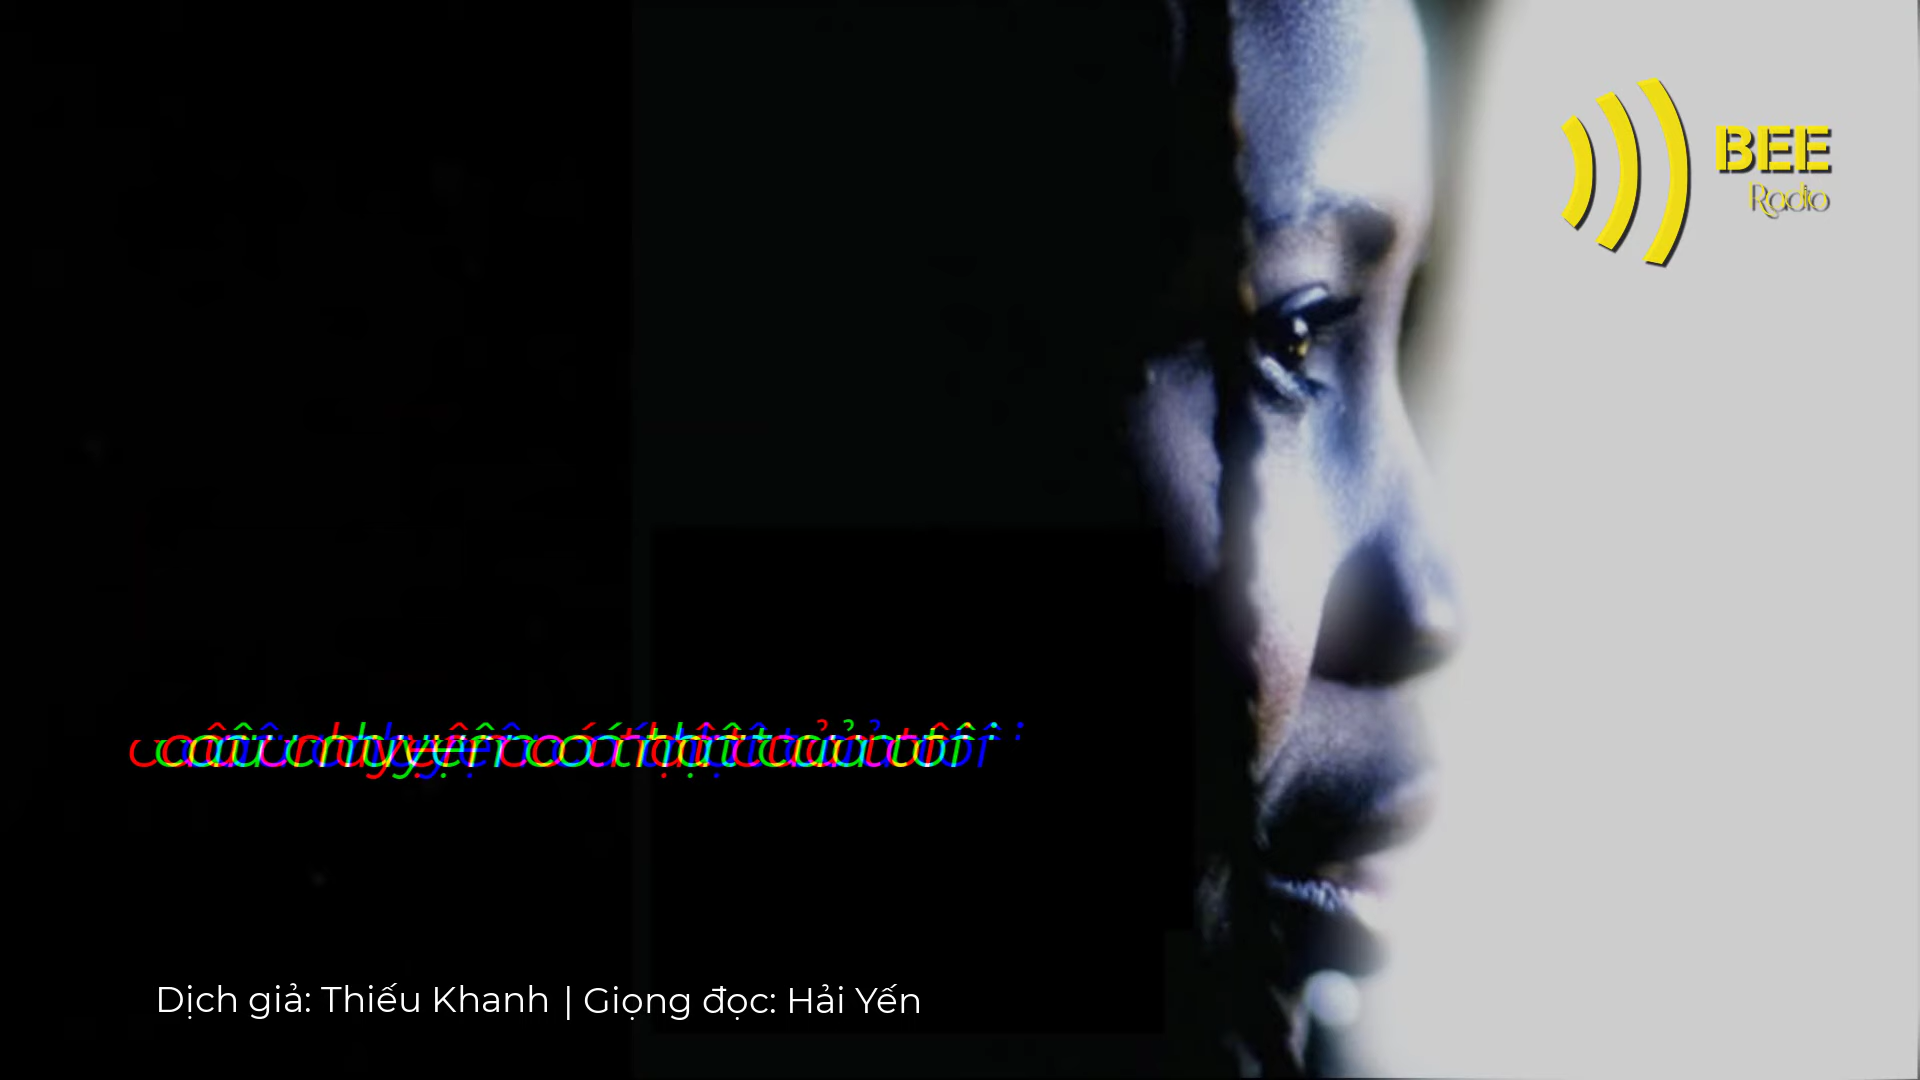 BEE
Radio
câu chuyện có thật của tôi
Dịch giả: Thiếu Khanh | Giọng đọc: Hải Yến